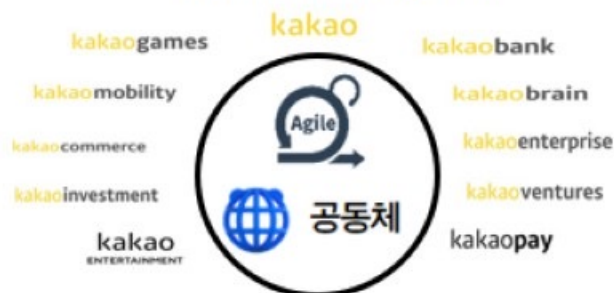 kakao
kakaogames
kakaobank
kakaomobility
kakaobrain
Agile
kakaocommerce
kakaoenterprise
kakaoinvestment
kakaoventures
공동체
kakao
ENTERTAINMENT
kakaopay